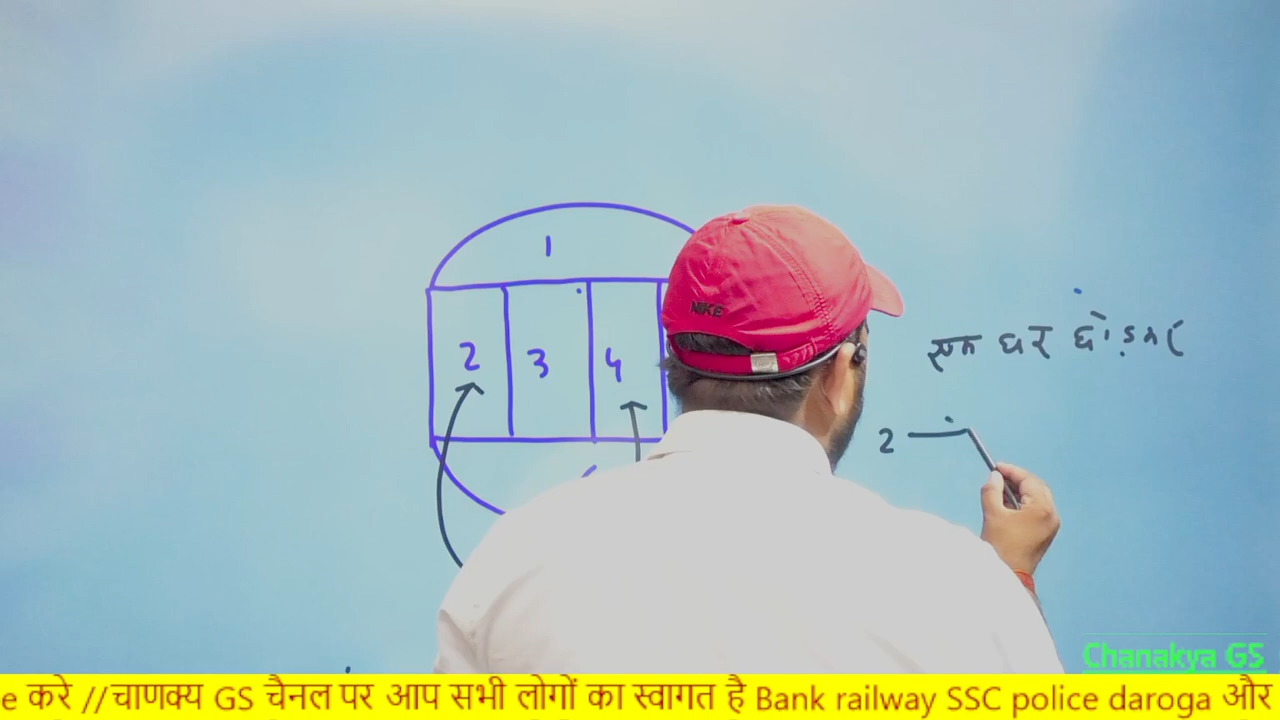 1
2 3 4
NIKE
एक घर छोड़कर
2
Chanakya GS
e करे //चाणक्य GS चैनल पर आप सभी लोगों का स्वागत है Bank railway SSC police daroga और